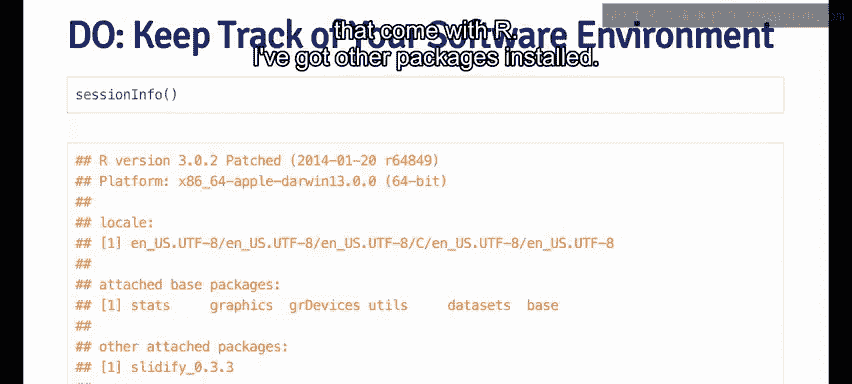 DO: Keep Track of Your Software Environment
that come with R.
I've got other packages installed.
sessionInfo()
## R version 3.0.2 Patched (2014-01-20 r64849)
## Platform: x86_64-apple-darwin13.0.0 (64-bit)
##
## locale:
## [1] en_US.UTF-8/en_US.UTF-8/en_US.UTF-8/C/en_US.UTF-8/en_US.UTF-8
##
## attached base packages:
## [1] stats graphics grDevices utils datasets base
##
## other attached packages:
## [1] slidify_0.3.3
##